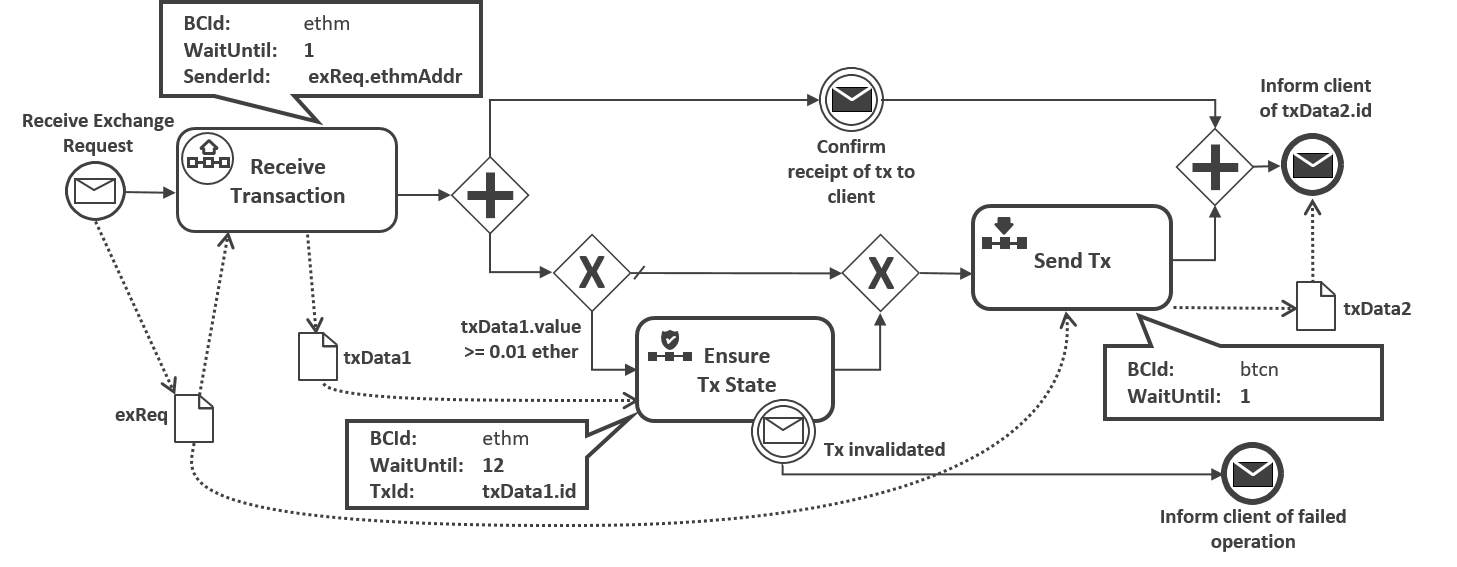 BCId: ethm
WaitUntil: 1
SenderId: exReq.ethmAddr
Receive Exchange
Request
Receive
Transaction
Confirm
receipt of tx to
client
Inform client
of txData2.id
X
X
Send Tx
txData2
txData1.value
>= 0.01 ether
txData1
Ensure
Tx State
BCId: btcn
WaitUntil: 1
exReq
BCId: ethm
WaitUntil: 12
TxId: txData1.id
Tx invalidated
Inform client of failed
operation